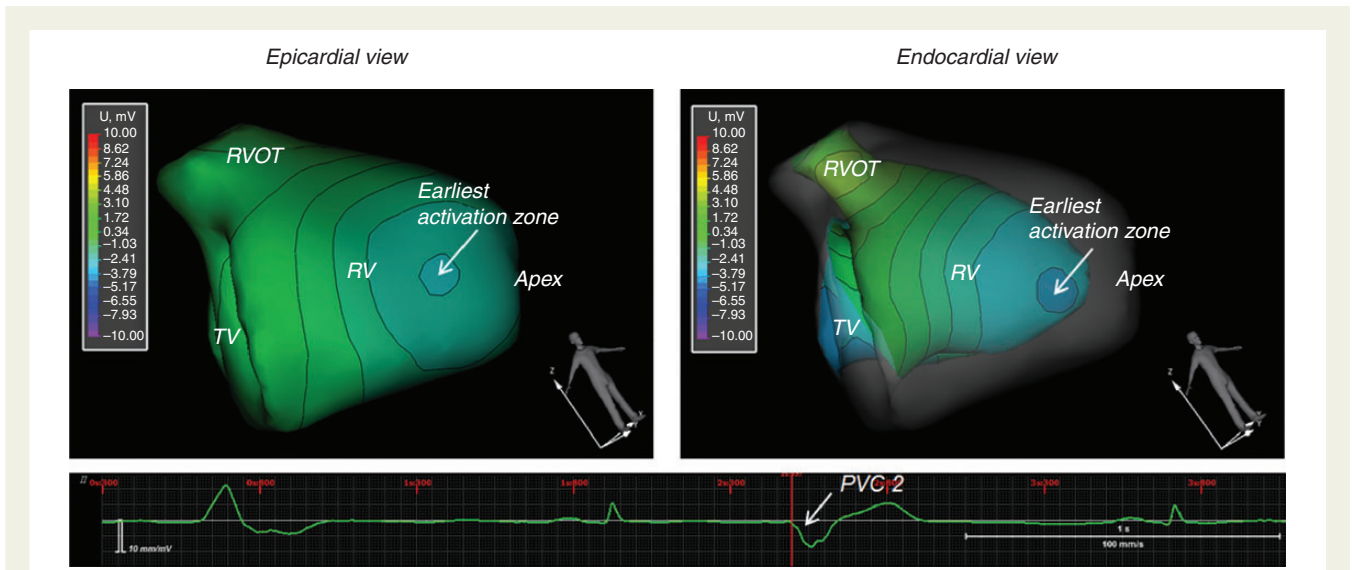 Epicardial view
Endocardial view
U, mV
10.00
8.62
7.24
5.86
4.48
3.10
1.72
0.34
−1.03
−2.41
−3.79
−5.17
−6.55
−7.93
−10.00
RVOT
Earliest
activation zone
RV
Apex
TV
Z
Y
U, mV
10.00
8.62
7.24
5.86
4.48
3.10
1.72
0.34
−1.03
−2.41
−3.79
−5.17
−6.55
−7.93
−10.00
RVOT
Earliest
activation zone
RV
Apex
TV
Z
Y
II
PVC 2
1 s
10 mm/mV
100 mm/s